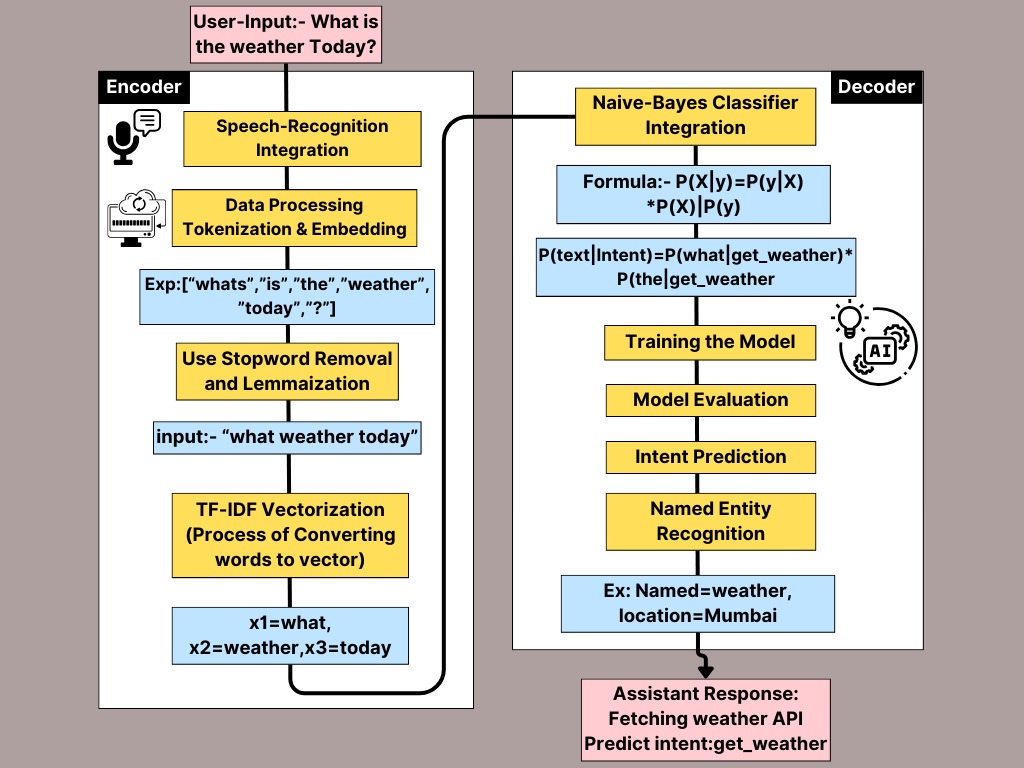 User-Input:- What is
the weather Today?
Encoder
Speech-Recognition
Integration
Data Processing
Tokenization & Embedding
Exp:[“whats”,”is”,”the”,”weather”,
”today”,”?”]
Use Stopword Removal
and Lemmaization
input:- “what weather today”
TF-IDF Vectorization
(Process of Converting
words to vector)
x1=what,
x2=weather,x3=today
Decoder
Naive-Bayes Classifier
Integration
Formula:- P(X|y)=P(y|X)
*P(X)|P(y)
P(text|Intent)=P(what|get_weather)*
P(the|get_weather
Training the Model
AI
Model Evaluation
Intent Prediction
Named Entity
Recognition
Ex: Named=weather,
location=Mumbai
Assistant Response:
Fetching weather API
Predict intent:get_weather